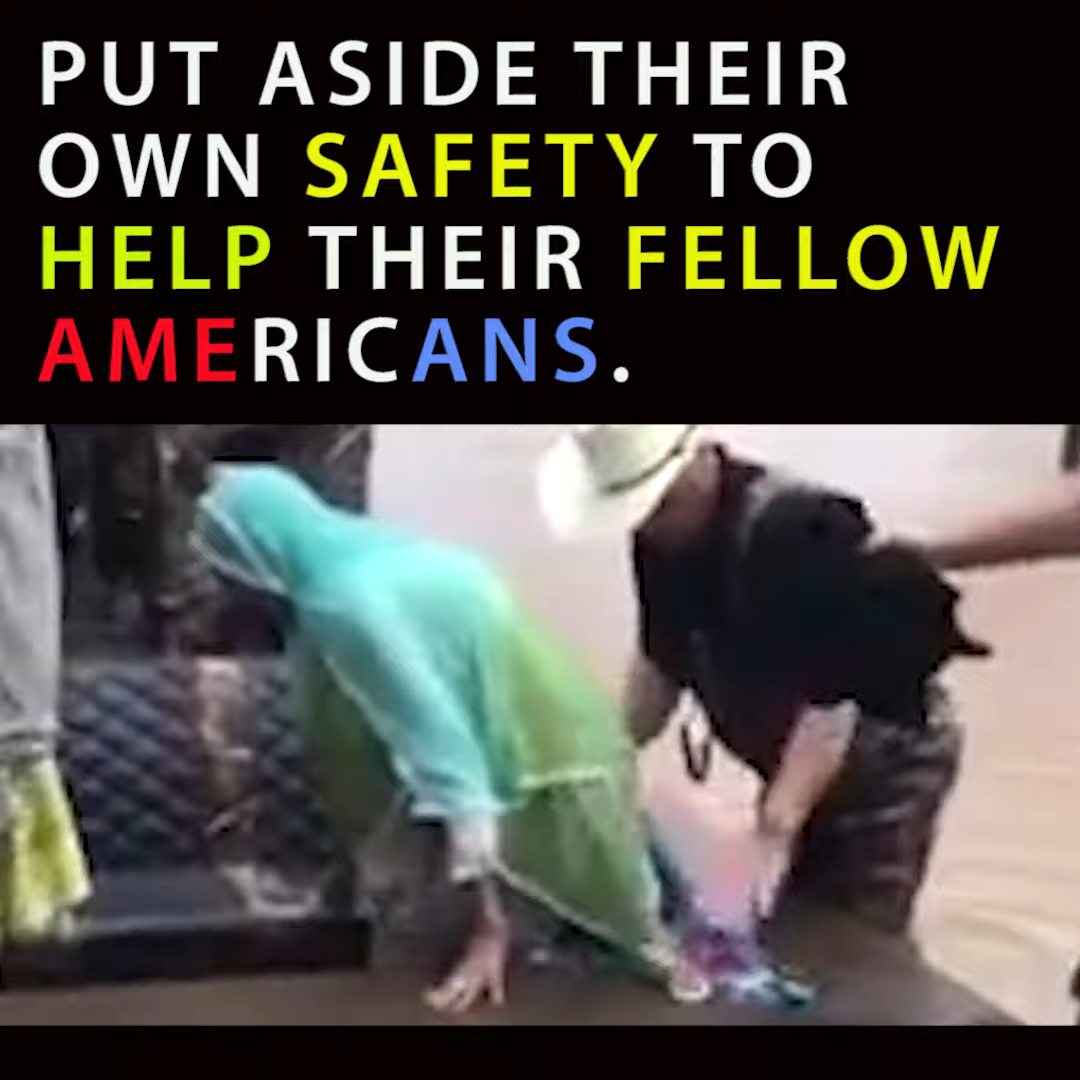 PUT ASIDE THEIR
OWN SAFETY TO
HELP THEIR FELLOW
AMERICANS.